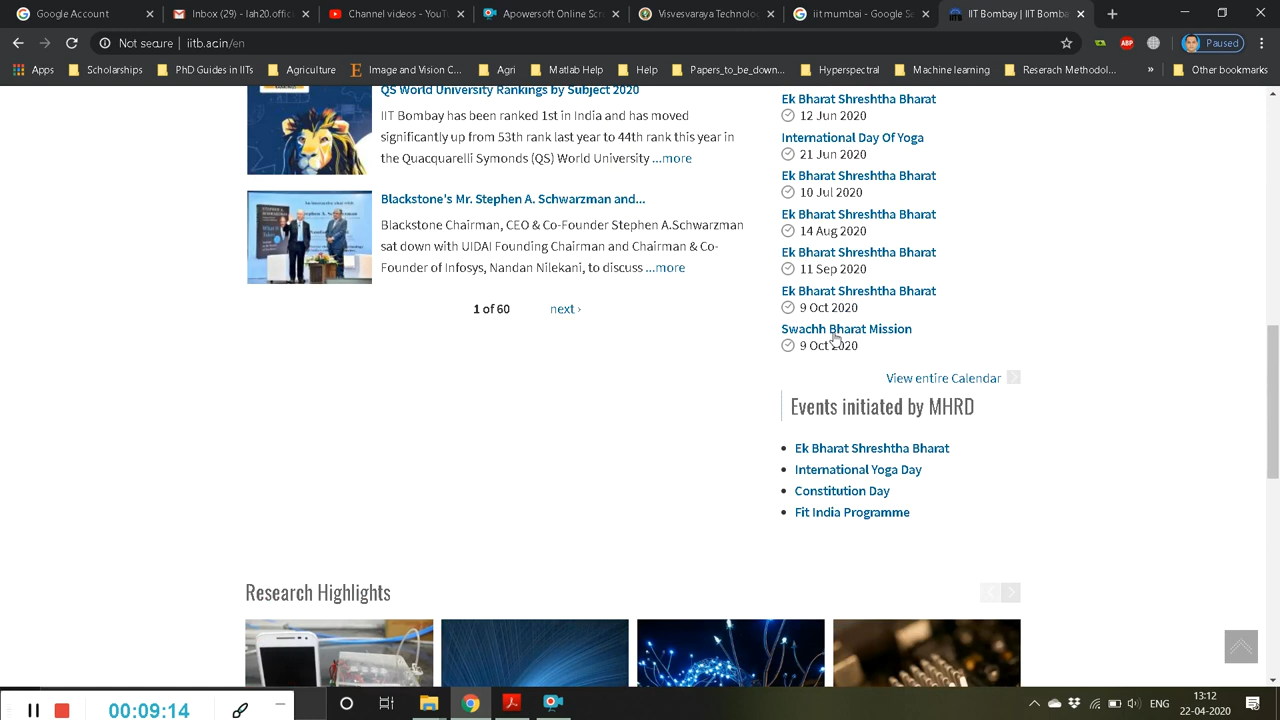 Google Account
Inbox (29) - lah20.offici
Channel videos - YouT
Apowersoft Online Scr
Visvesvaraya Technolog
iit mumbai - Google Se
IIT Bombay | IIT Bomba
Not secure | iitb.ac.in/en
ABP
Paused
Apps
Scholarships
PhD Guides in IITs
Agriculture
Image and Vision C...
Agri
Matlab Help
Help
Papers_to_be_down...
Hyperspectral
Machine learning
Reserach Methodol...
»
Other bookmarks
QS World University Rankings by Subject 2020
IIT Bombay has been ranked 1st in India and has moved
significantly up from 53th rank last year to 44th rank this year in
the Quacquarelli Symonds (QS) World University ...more
Blackstone's Mr. Stephen A. Schwarzman and...
Blackstone Chairman, CEO & Co-Founder Stephen A.Schwarzman
sat down with UIDAI Founding Chairman and Chairman & Co-
Founder of Infosys, Nandan Nilekani, to discuss ...more
1 of 60
next ›
Ek Bharat Shreshtha Bharat
12 Jun 2020
International Day Of Yoga
21 Jun 2020
Ek Bharat Shreshtha Bharat
10 Jul 2020
Ek Bharat Shreshtha Bharat
14 Aug 2020
Ek Bharat Shreshtha Bharat
11 Sep 2020
Ek Bharat Shreshtha Bharat
9 Oct 2020
Swachh Bharat Mission
9 Oct 2020
View entire Calendar
Events initiated by MHRD
Ek Bharat Shreshtha Bharat
International Yoga Day
Constitution Day
Fit India Programme
Research Highlights
00:09:14
ENG
13:12
22-04-2020